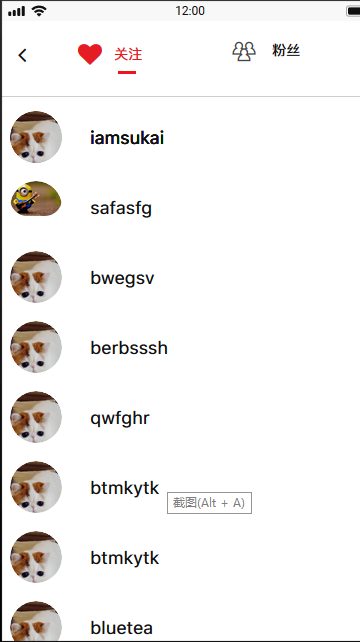 12:00
关注
粉丝
iamsukai
safasfg
bwegsv
berbsssh
qwfghr
btmkytk
截图(Alt + A)
btmkytk
bluetea